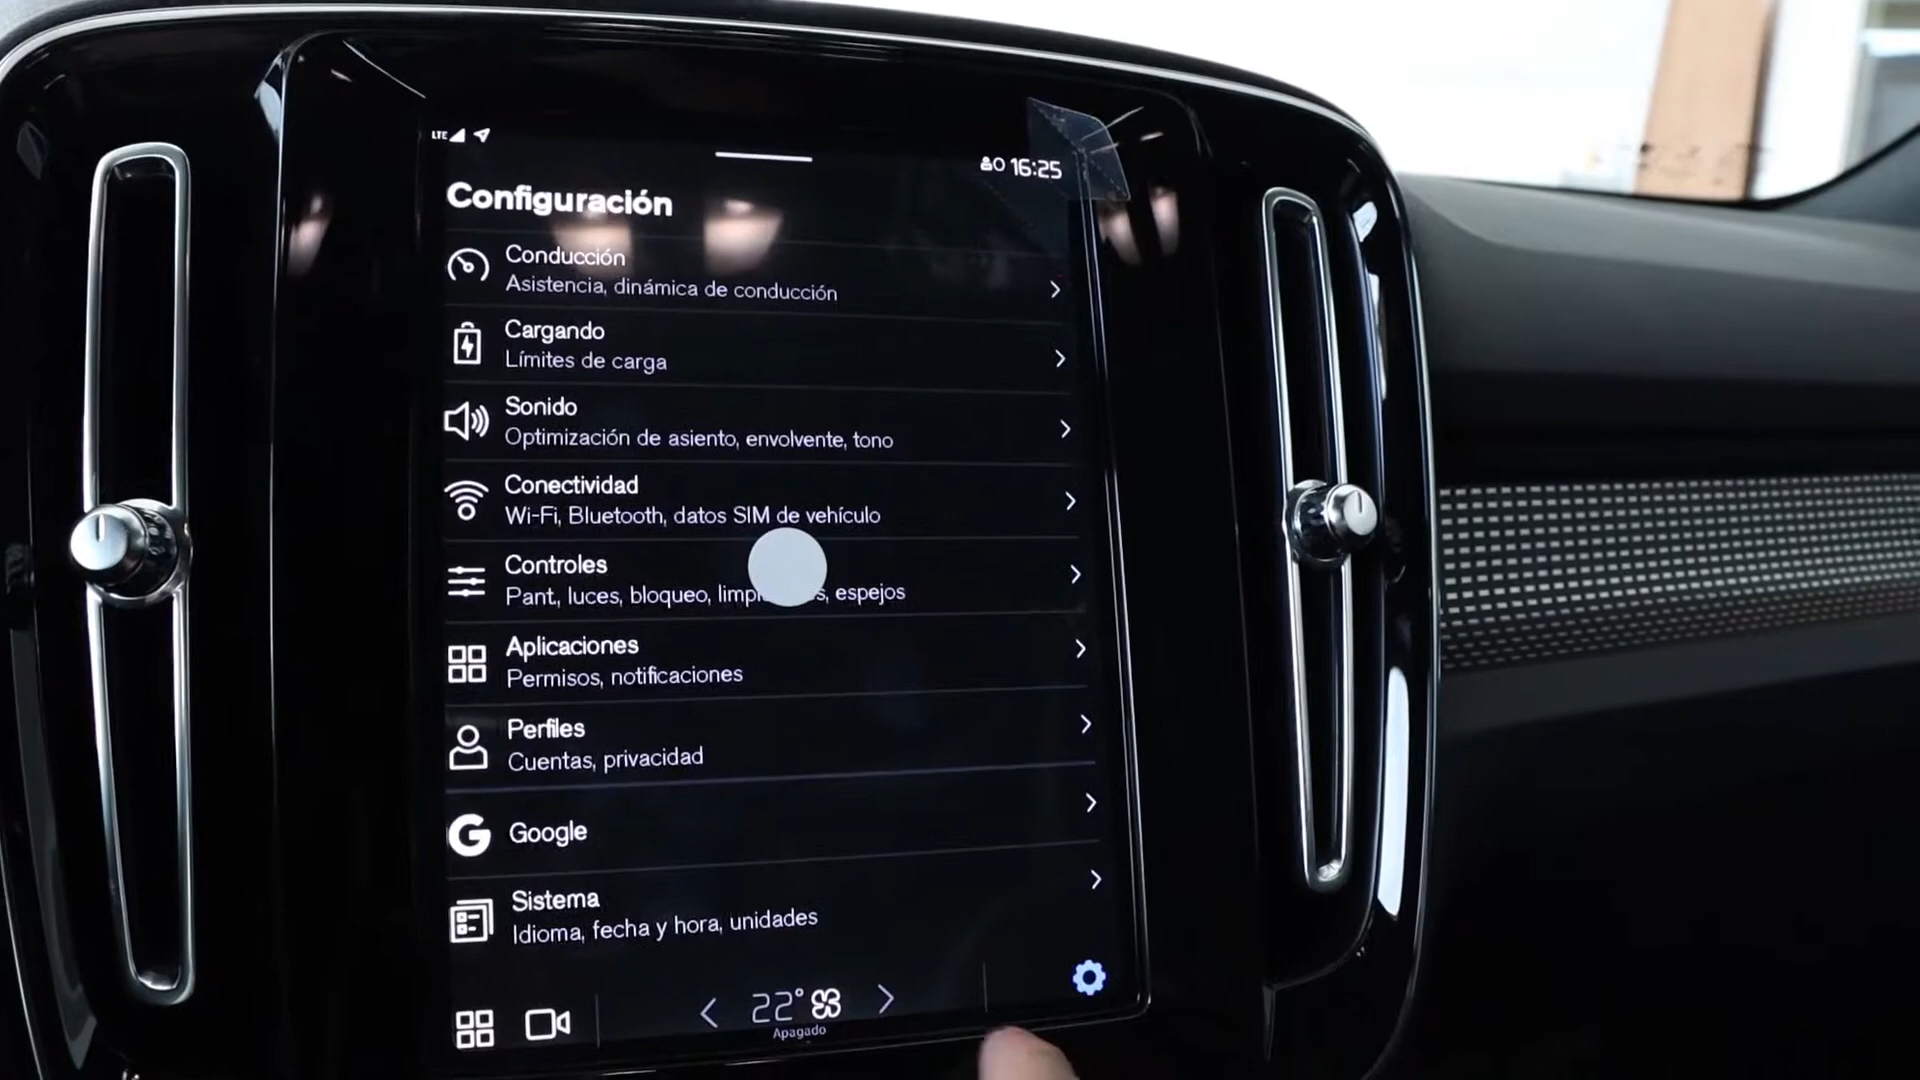 LTE
16:25
Configuración
Conducción
Asistencia, dinámica de conducción
Cargando
Límites de carga
Sonido
Optimización de asiento, envolvente, tono
Conectividad
Wi-Fi, Bluetooth, datos SIM de vehículo
Controles
Pant., luces, bloqueo, espejos
Aplicaciones
Permisos, notificaciones
Perfiles
Cuentas, privacidad
Google
Sistema
Idioma, fecha y hora, unidades
22°
Apagado